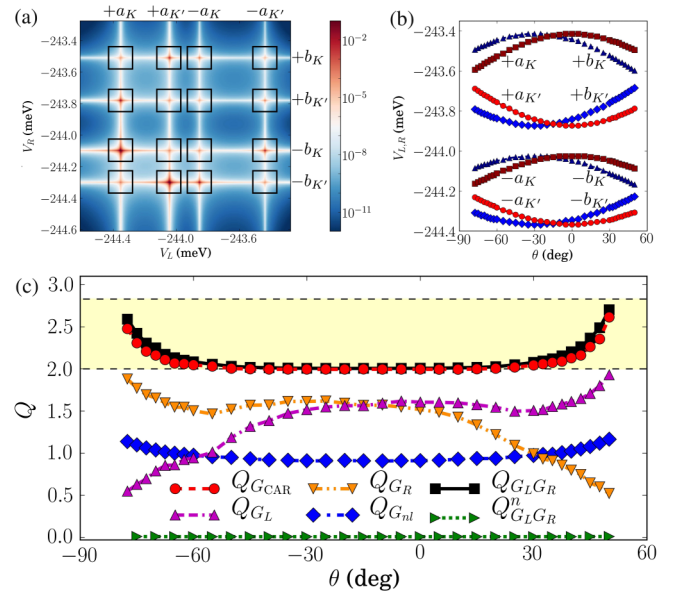 (a)
+a_K +a_K' −a_K −a_K'
−243.4
−243.6
−243.8
−244.0
−244.2
−244.4
−244.6
V_R (meV)
+b_K
+b_K'
−b_K
−b_K'
−244.4 −244.0 −243.6
V_L (meV)
10^−2
10^−5
10^−8
10^−11
(b)
−243.4
−243.6
−243.8
−244.0
−244.2
−244.4
V_L,R (meV)
+a_K +b_K
+a_K' +b_K'
−a_K −b_K
−a_K' −b_K'
−90 −60 −30 0 30 60
θ (deg)
(c)
3.0
2.5
2.0
1.5
1.0
0.5
0.0
Q
Q_G_CAR Q_G_R Q_G_LG_R
Q_G_L Q_G_nl Q^n_G_LG_R
−90 −60 −30 0 30 60
θ (deg)